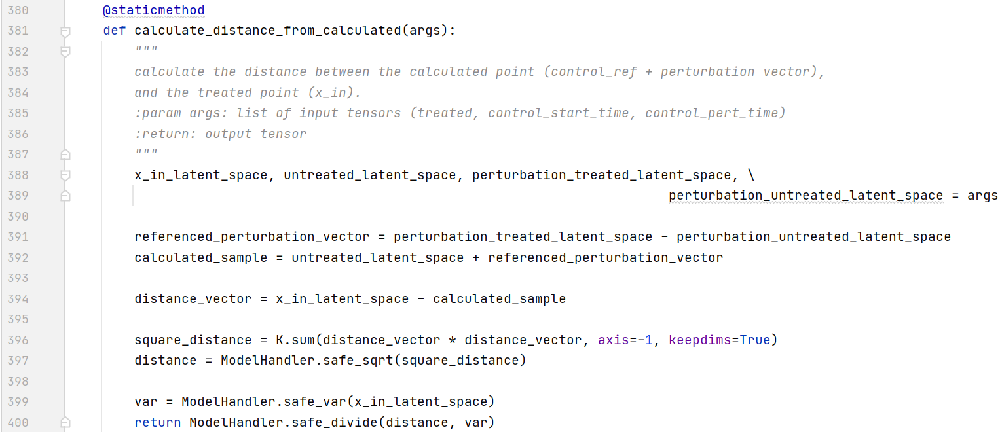 380 @staticmethod
381 def calculate_distance_from_calculated(args):
382 """
383 calculate the distance between the calculated point (control_ref + perturbation vector),
384 and the treated point (x_in).
385 :param args: list of input tensors (treated, control_start_time, control_pert_time)
386 :return: output tensor
387 """
388 x_in_latent_space, untreated_latent_space, perturbation_treated_latent_space, \
389 perturbation_untreated_latent_space = args
390
391 referenced_perturbation_vector = perturbation_treated_latent_space - perturbation_untreated_latent_space
392 calculated_sample = untreated_latent_space + referenced_perturbation_vector
393
394 distance_vector = x_in_latent_space - calculated_sample
395
396 square_distance = K.sum(distance_vector * distance_vector, axis=-1, keepdims=True)
397 distance = ModelHandler.safe_sqrt(square_distance)
398
399 var = ModelHandler.safe_var(x_in_latent_space)
400 return ModelHandler.safe_divide(distance, var)